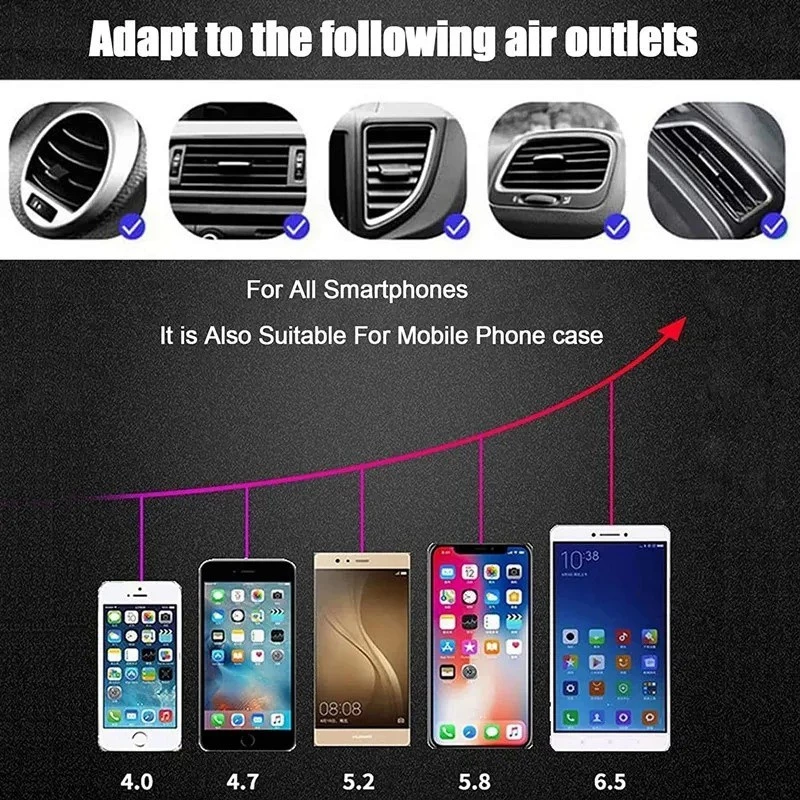 Adapt to the following air outlets
For All Smartphones
It is Also Suitable For Mobile Phone case
10:38
08:08
HUAWEI
4.0
4.7
5.2
5.8
6.5